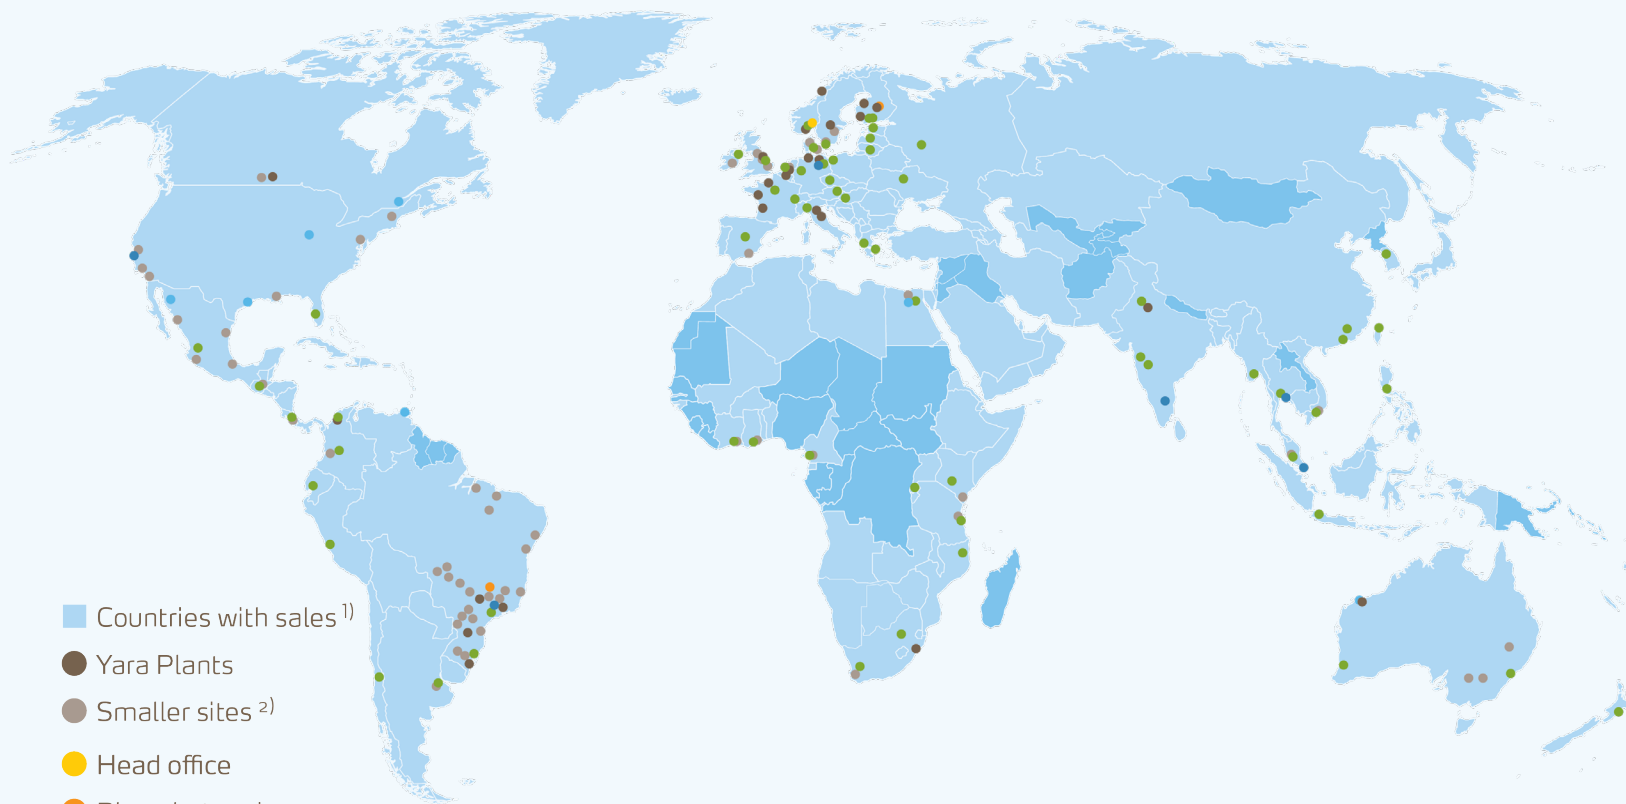 Countries with sales 1)
Yara Plants
Smaller sites 2)
Head office